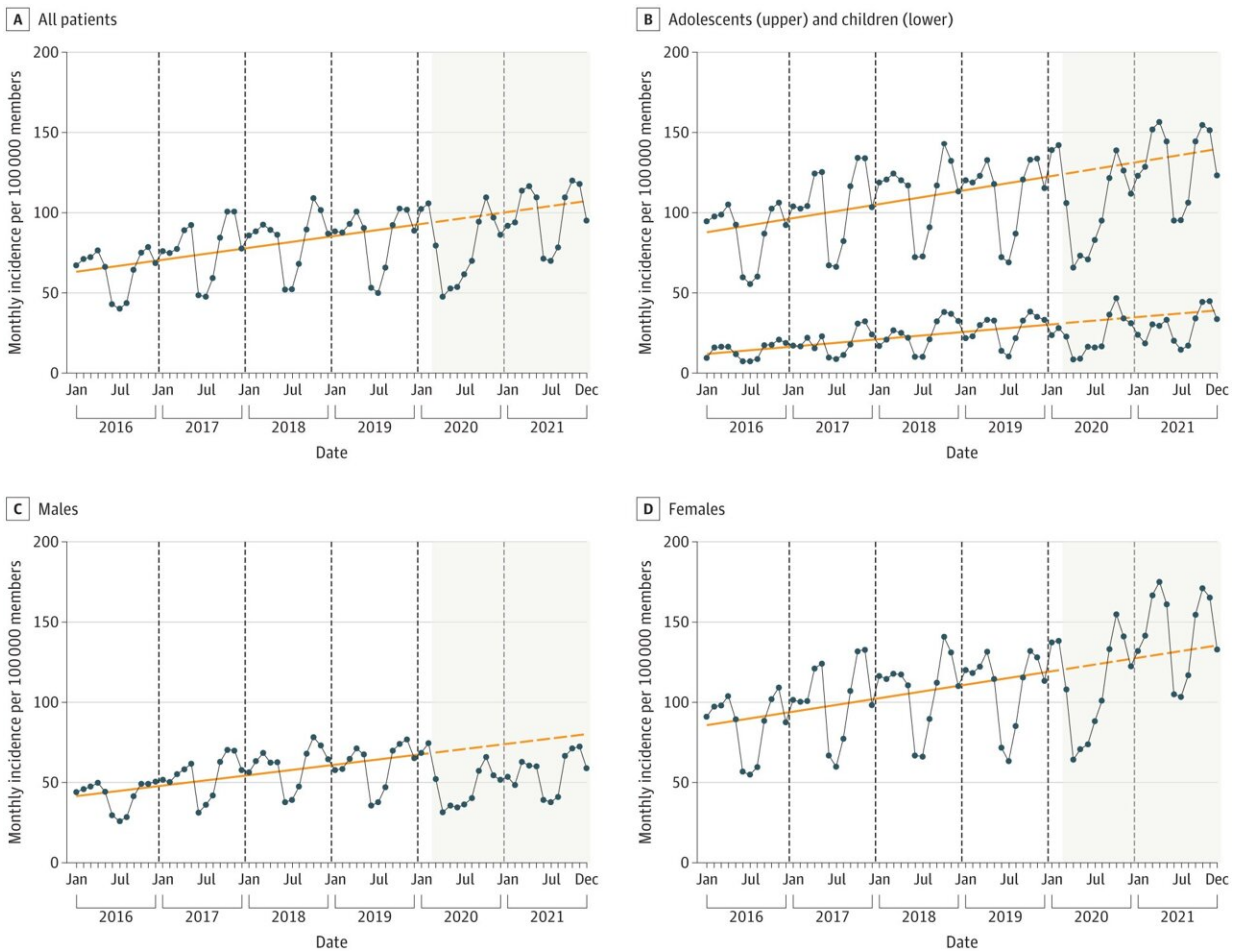 A All patients
200
150
100
50
0
Monthly incidence per 100 000 members
Jan Jul Jan Jul Jan Jul Jan Jul Jan Jul Jan Jul Dec
2016 2017 2018 2019 2020 2021
Date
B Adolescents (upper) and children (lower)
200
150
100
50
0
Monthly incidence per 100 000 members
Jan Jul Jan Jul Jan Jul Jan Jul Jan Jul Jan Jul Dec
2016 2017 2018 2019 2020 2021
Date
C Males
200
150
100
50
0
Monthly incidence per 100 000 members
Jan Jul Jan Jul Jan Jul Jan Jul Jan Jul Jan Jul Dec
2016 2017 2018 2019 2020 2021
Date
D Females
200
150
100
50
0
Monthly incidence per 100 000 members
Jan Jul Jan Jul Jan Jul Jan Jul Jan Jul Jan Jul Dec
2016 2017 2018 2019 2020 2021
Date